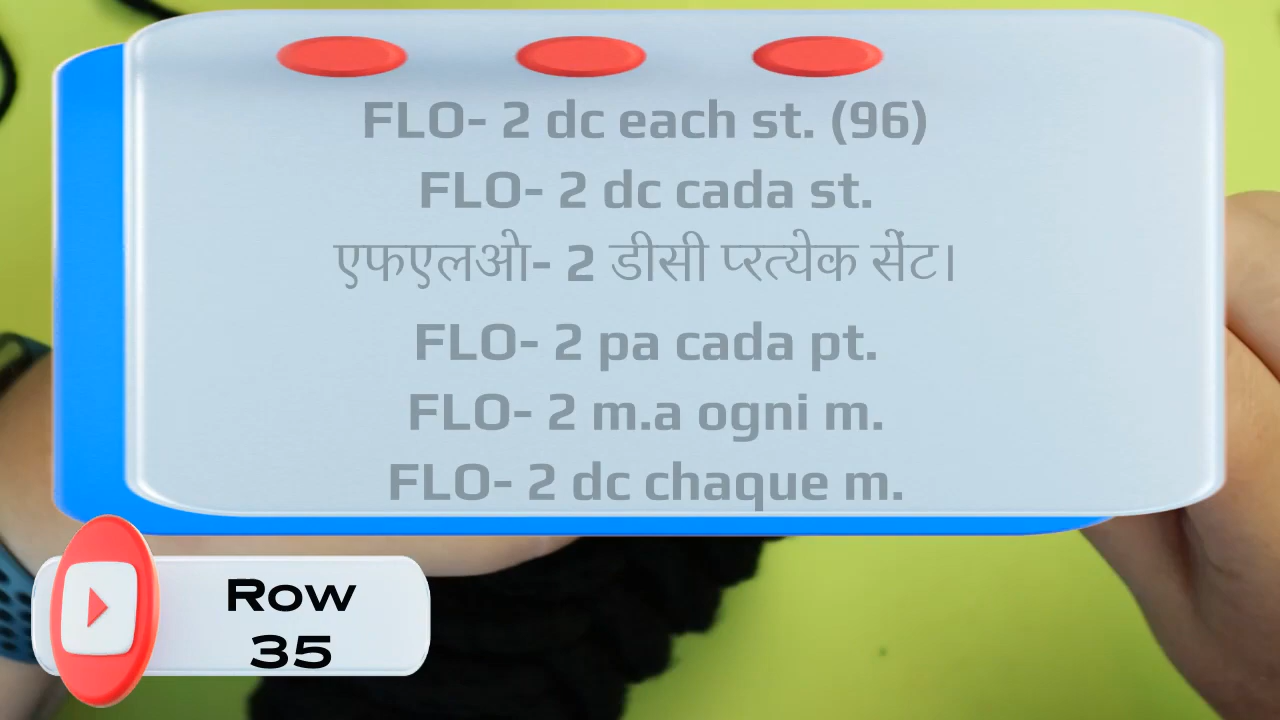 FLO- 2 dc each st. (96)
FLO- 2 dc cada st.
एफएलओ- 2 डीसी प्रत्येक सेंट।
FLO- 2 pa cada pt.
FLO- 2 m.a ogni m.
FLO- 2 dc chaque m.
Row
35